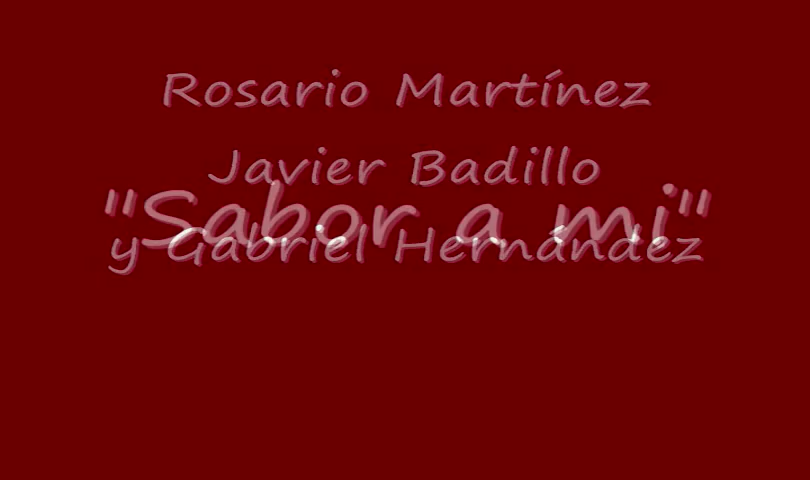 Rosario Martínez
Javier Badillo
"Sabor a mi"
y Gabriel Hernández